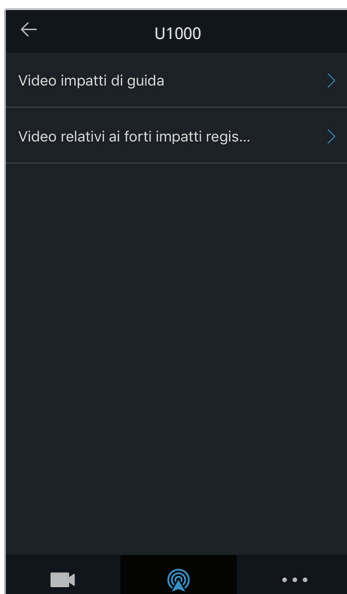 U1000
Video impatti di guida
Video relativi ai forti impatti regis...